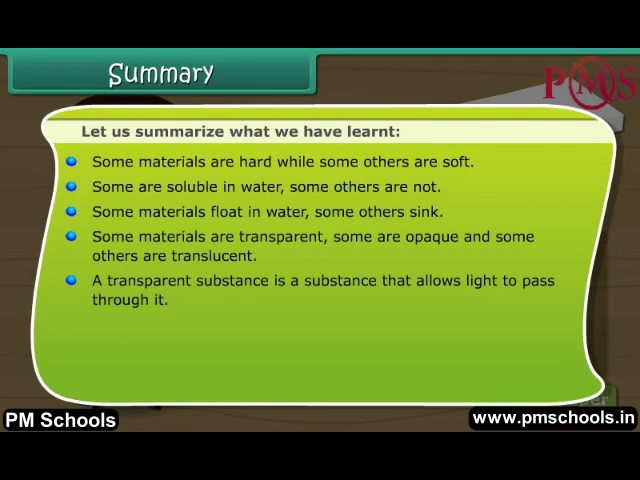 Summary
PMS
Let us summarize what we have learnt:
Some materials are hard while some others are soft.
Some are soluble in water, some others are not.
Some materials float in water, some others sink.
Some materials are transparent, some are opaque and some
others are translucent.
A transparent substance is a substance that allows light to pass
through it.
PM Schools
www.pmschools.in